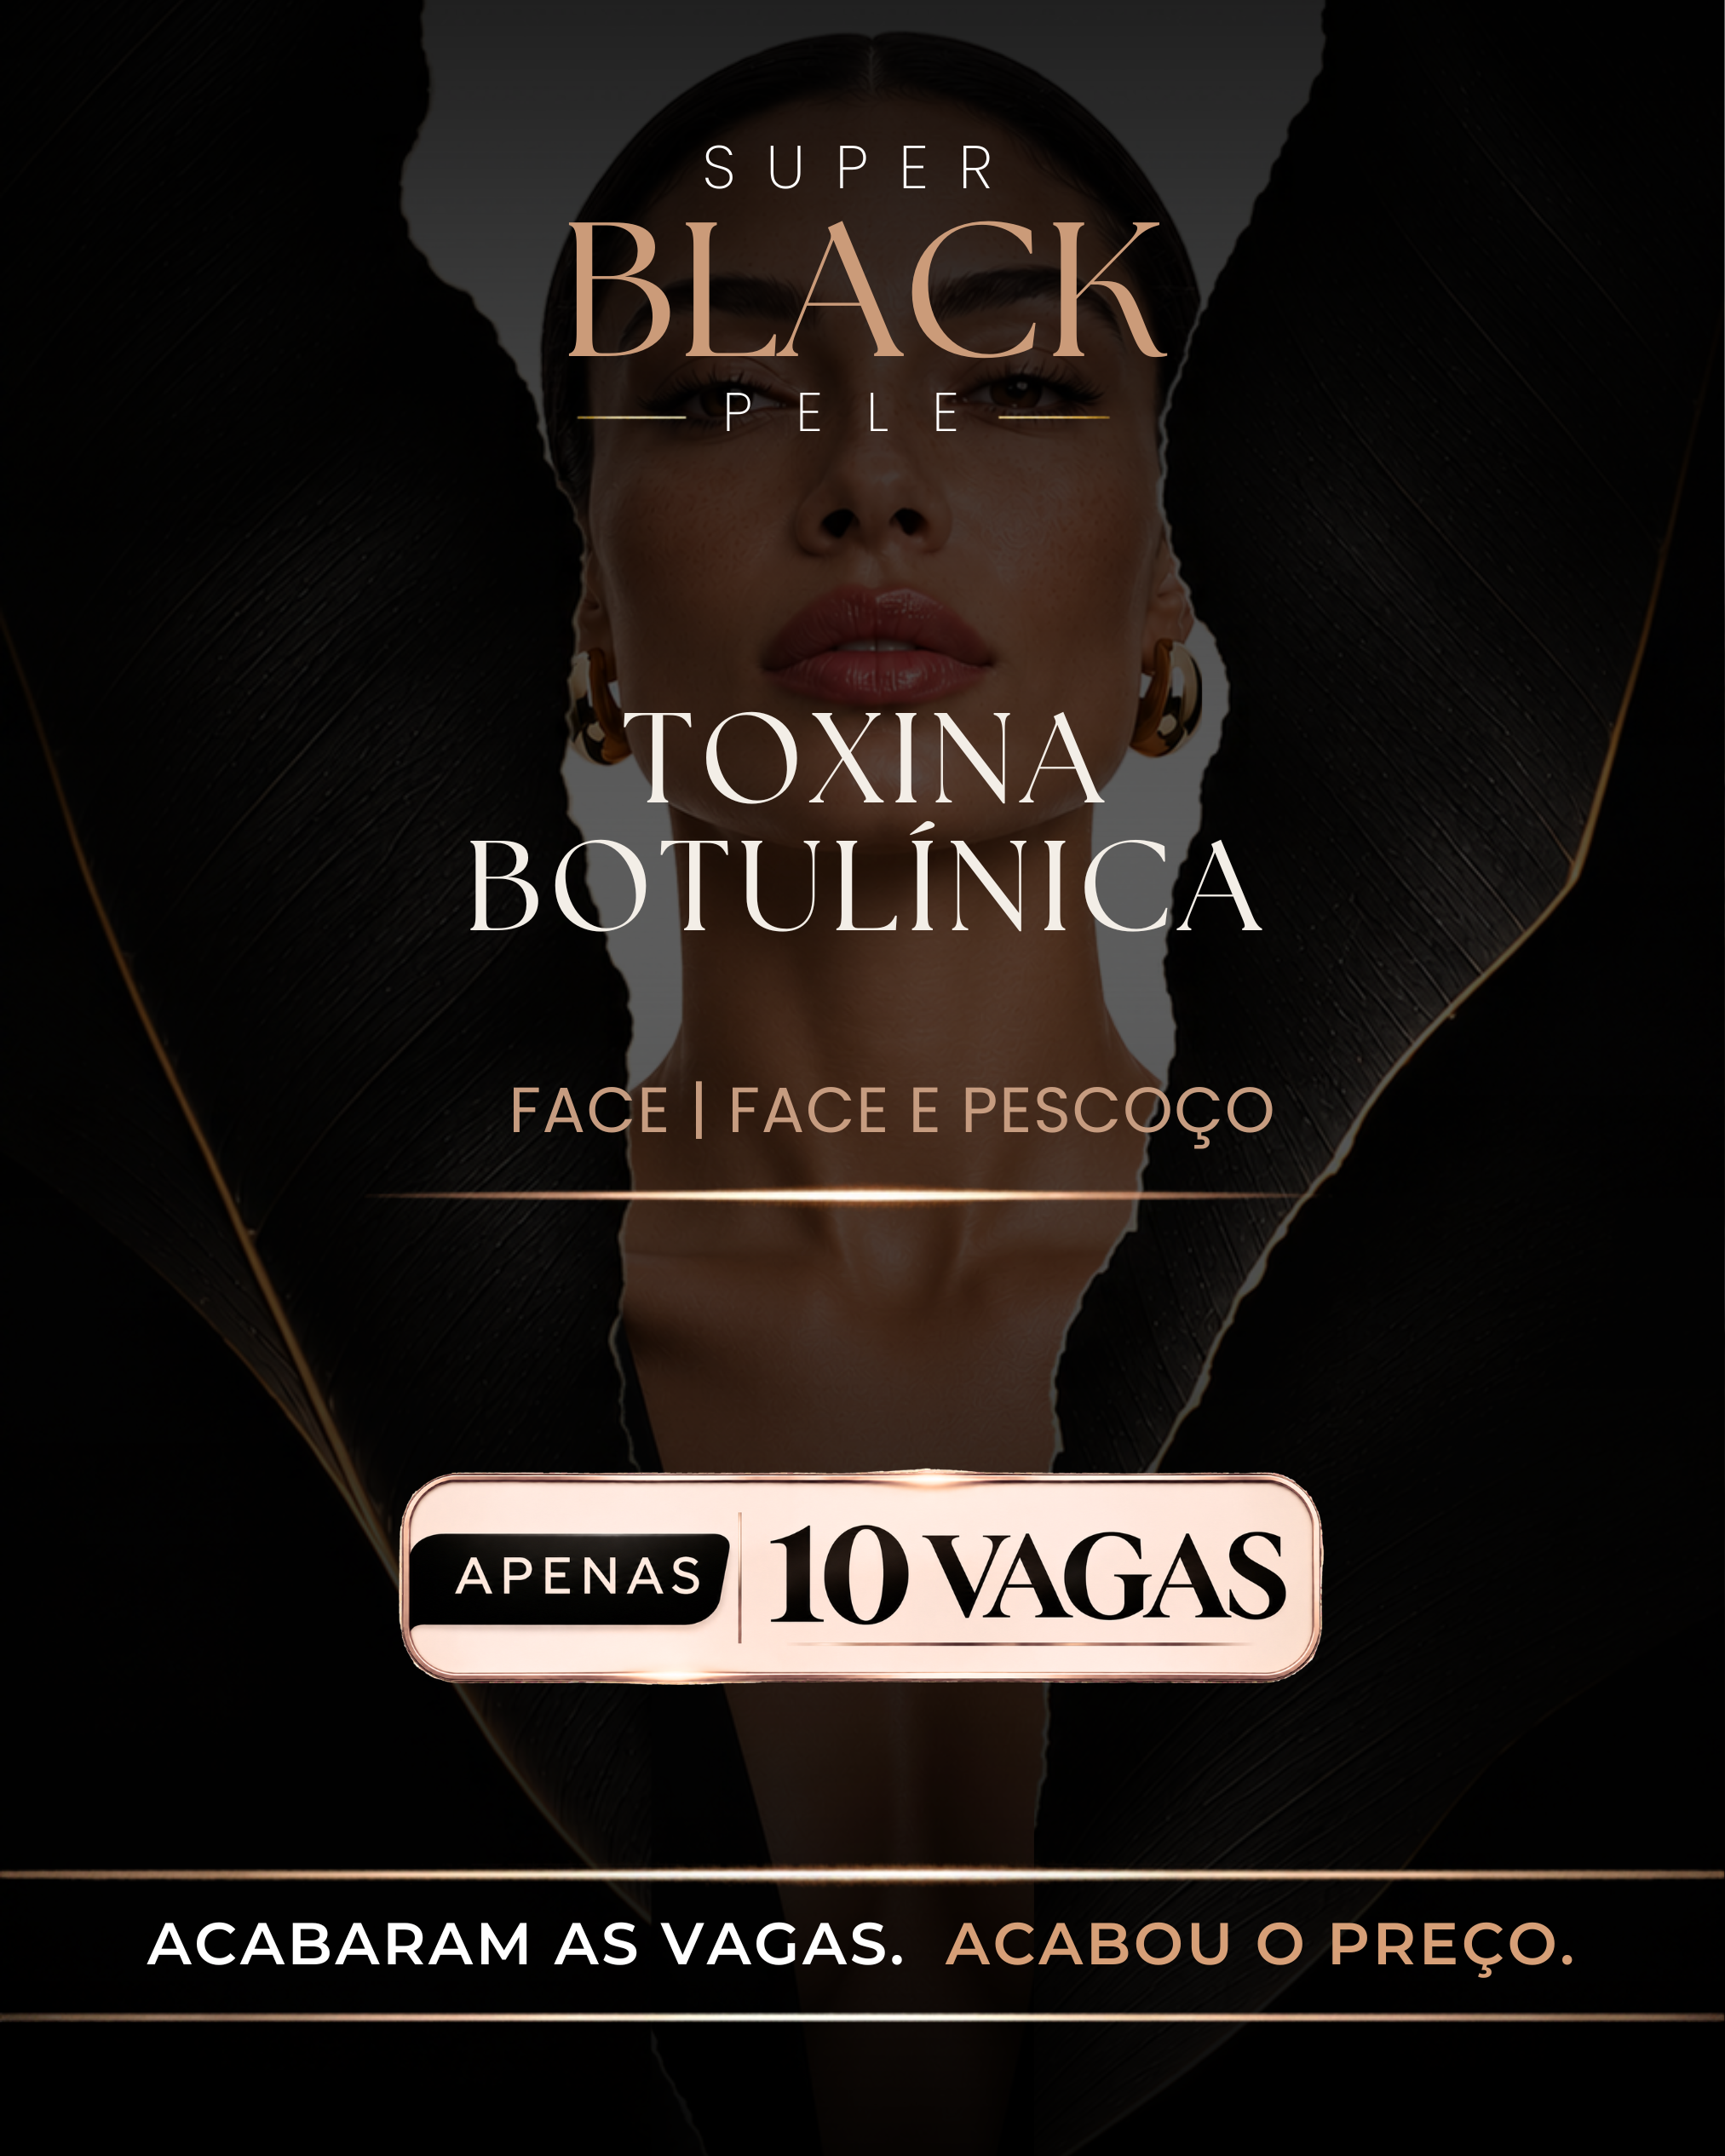 SUPER
BLACK
PELE
TOXINA
BOTULÍNICA
FACE | FACE E PESCOÇO
APENAS 10 VAGAS
ACABARAM AS VAGAS. ACABOU O PREÇO.